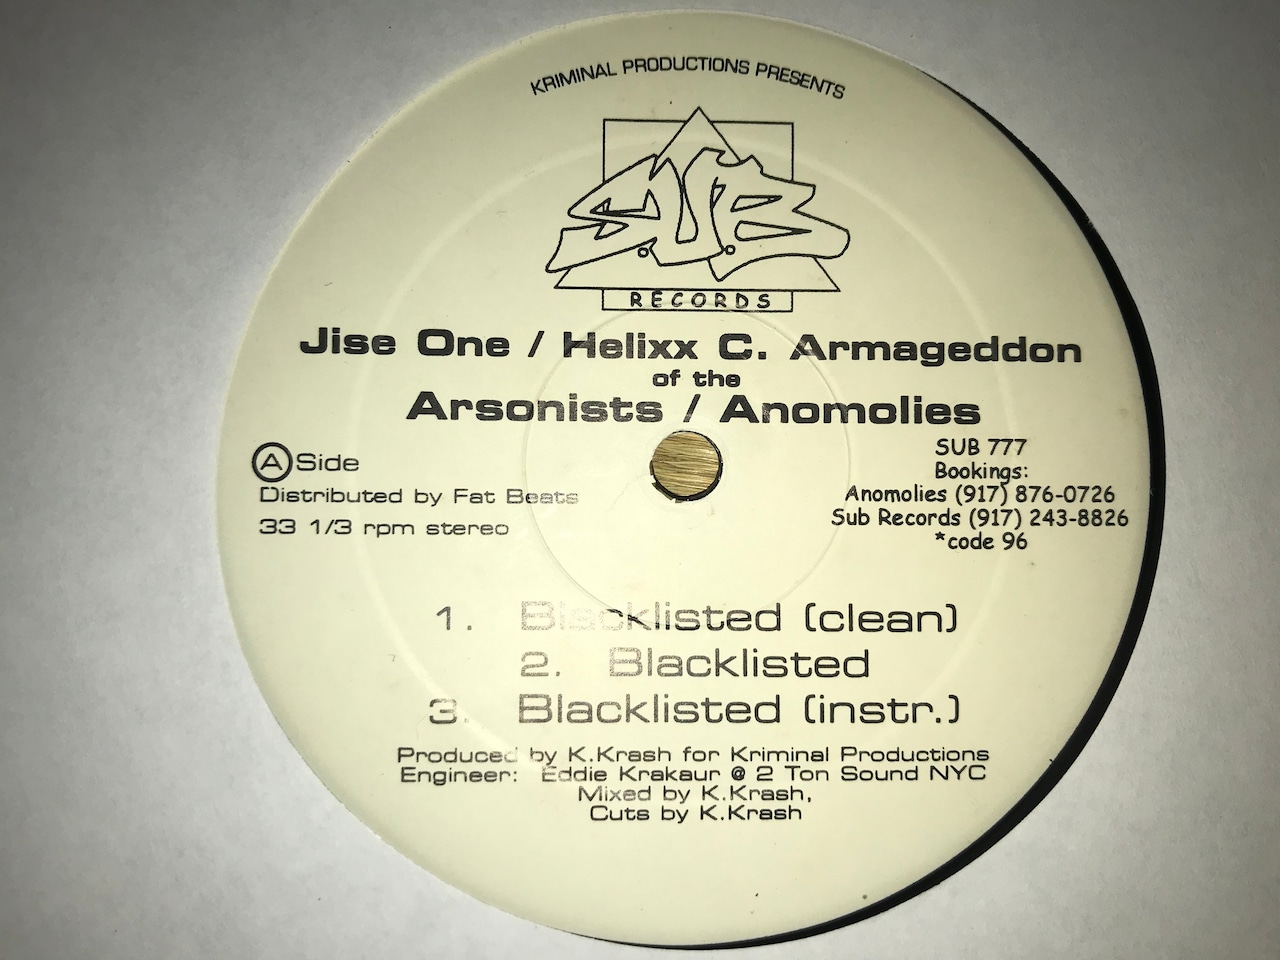 KRIMINAL PRODUCTIONS PRESENTS
S.U.B
RECORDS
Jise One / Helixx C. Armageddon
of the
Arsonists / Anomolies
A Side
Distributed by Fat Beats
33 1/3 rpm stereo
SUB 777
Bookings:
Anomolies (917) 876-0726
Sub Records (917) 243-8826
*code 96
1. Blacklisted (clean)
2. Blacklisted
3. Blacklisted (instr.)
Produced by K.Krash for Kriminal Productions
Engineer: Eddie Krakaur @ 2 Ton Sound NYC
Mixed by K.Krash,
Cuts by K.Krash